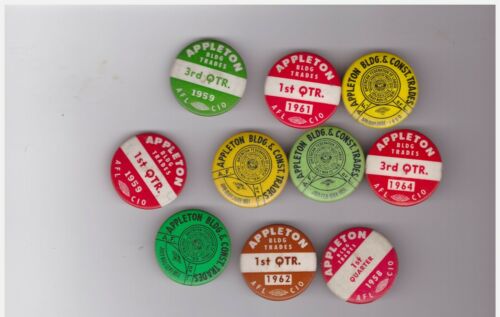 APPLETON
BLDG
TRADES
3rd QTR.
1959
AFL CIO
APPLETON
BLDG
TRADES
1st QTR.
1961
AFL CIO
APPLETON BLDG. & CONST. TRADES
APPLETON
BLDG
TRADES
1st QTR.
1959
AFL CIO
APPLETON BLDG. & CONST. TRADES
APPLETON BLDG. & CONST. TRADES
APPLETON
BLDG
TRADES
3rd QTR.
1964
AFL CIO
APPLETON BLDG & CONST. TRADES
APPLETON
BLDG
TRADES
1st QTR.
1962
AFL CIO
APPLETON
BLDG
TRADES
1st
QUARTER
1958
AFL CIO